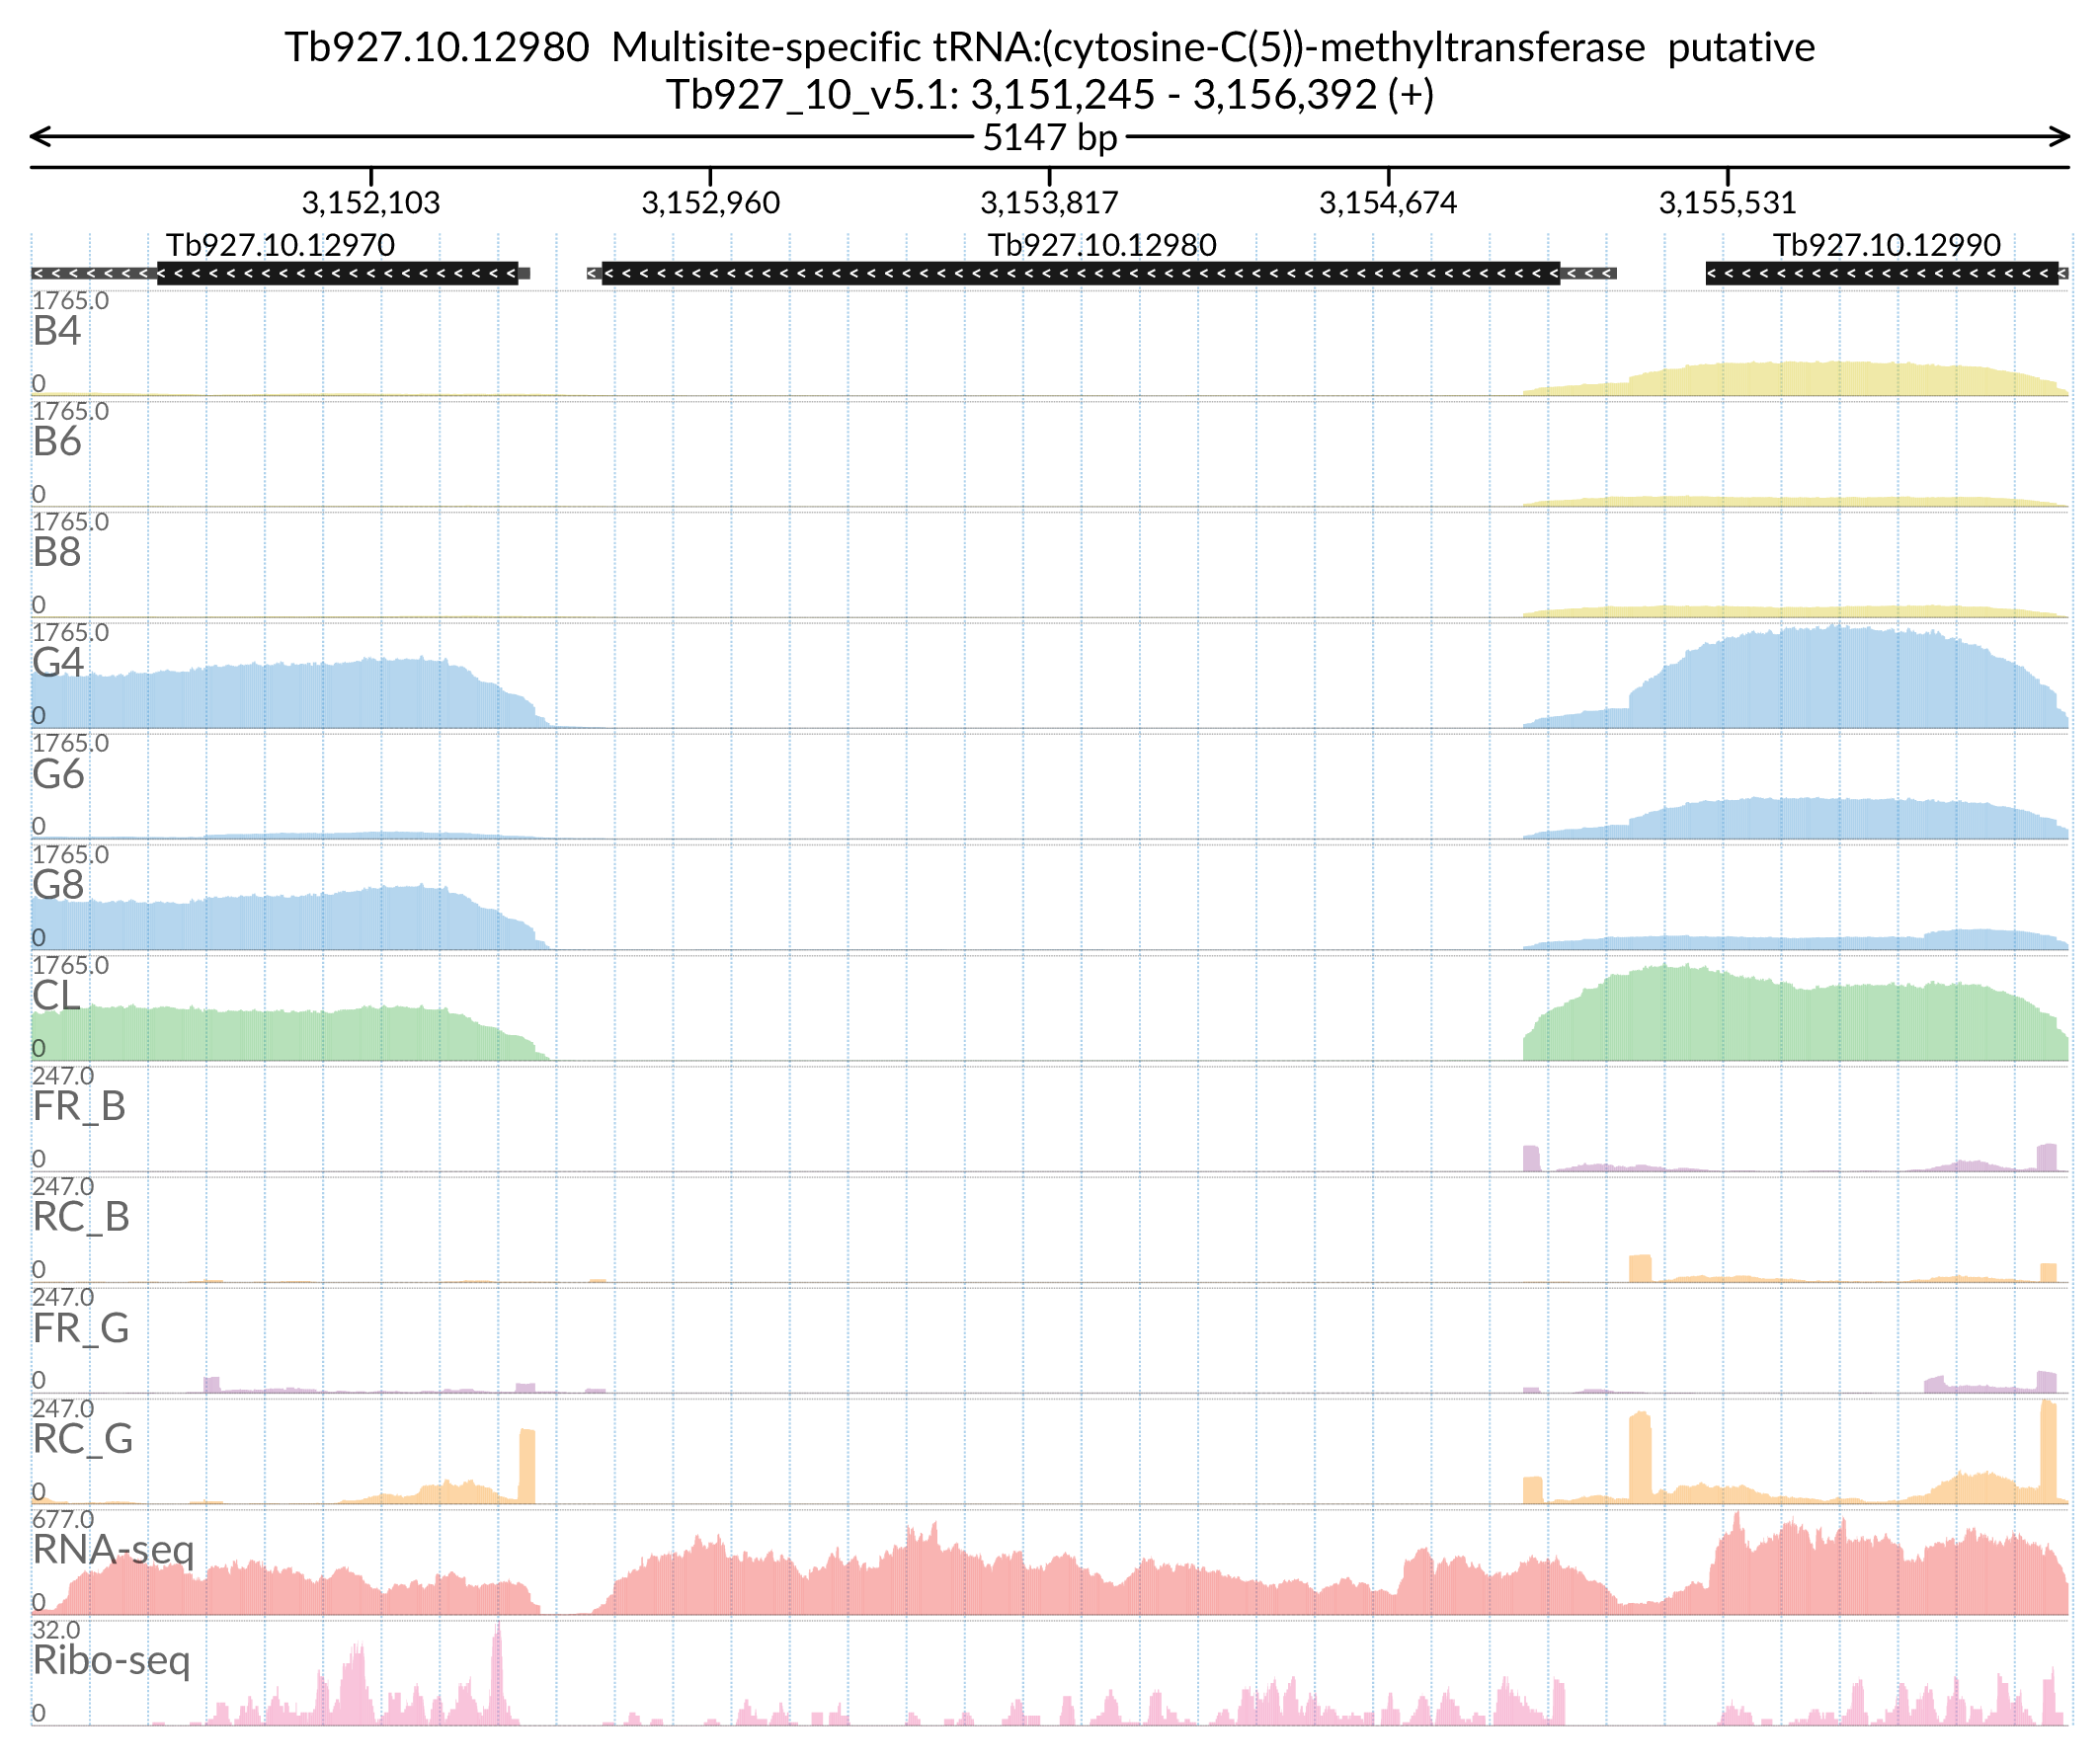 Tb927.10.12980 Multisite-specific tRNA:(cytosine-C(5))-methyltransferase putative
Tb927_10_v5.1: 3,151,245 - 3,156,392 (+)
5147 bp
3,152,103 3,152,960 3,153,817 3,154,674 3,155,531
Tb927.10.12970 Tb927.10.12980 Tb927.10.12990
1765.0
B4
0
1765.0
B6
0
1765.0
B8
0
1765.0
G4
0
1765.0
G6
0
1765.0
G8
0
1765.0
CL
0
247.0
FR_B
0
247.0
RC_B
0
247.0
FR_G
0
247.0
RC_G
0
677.0
RNA-seq
0
32.0
Ribo-seq
0